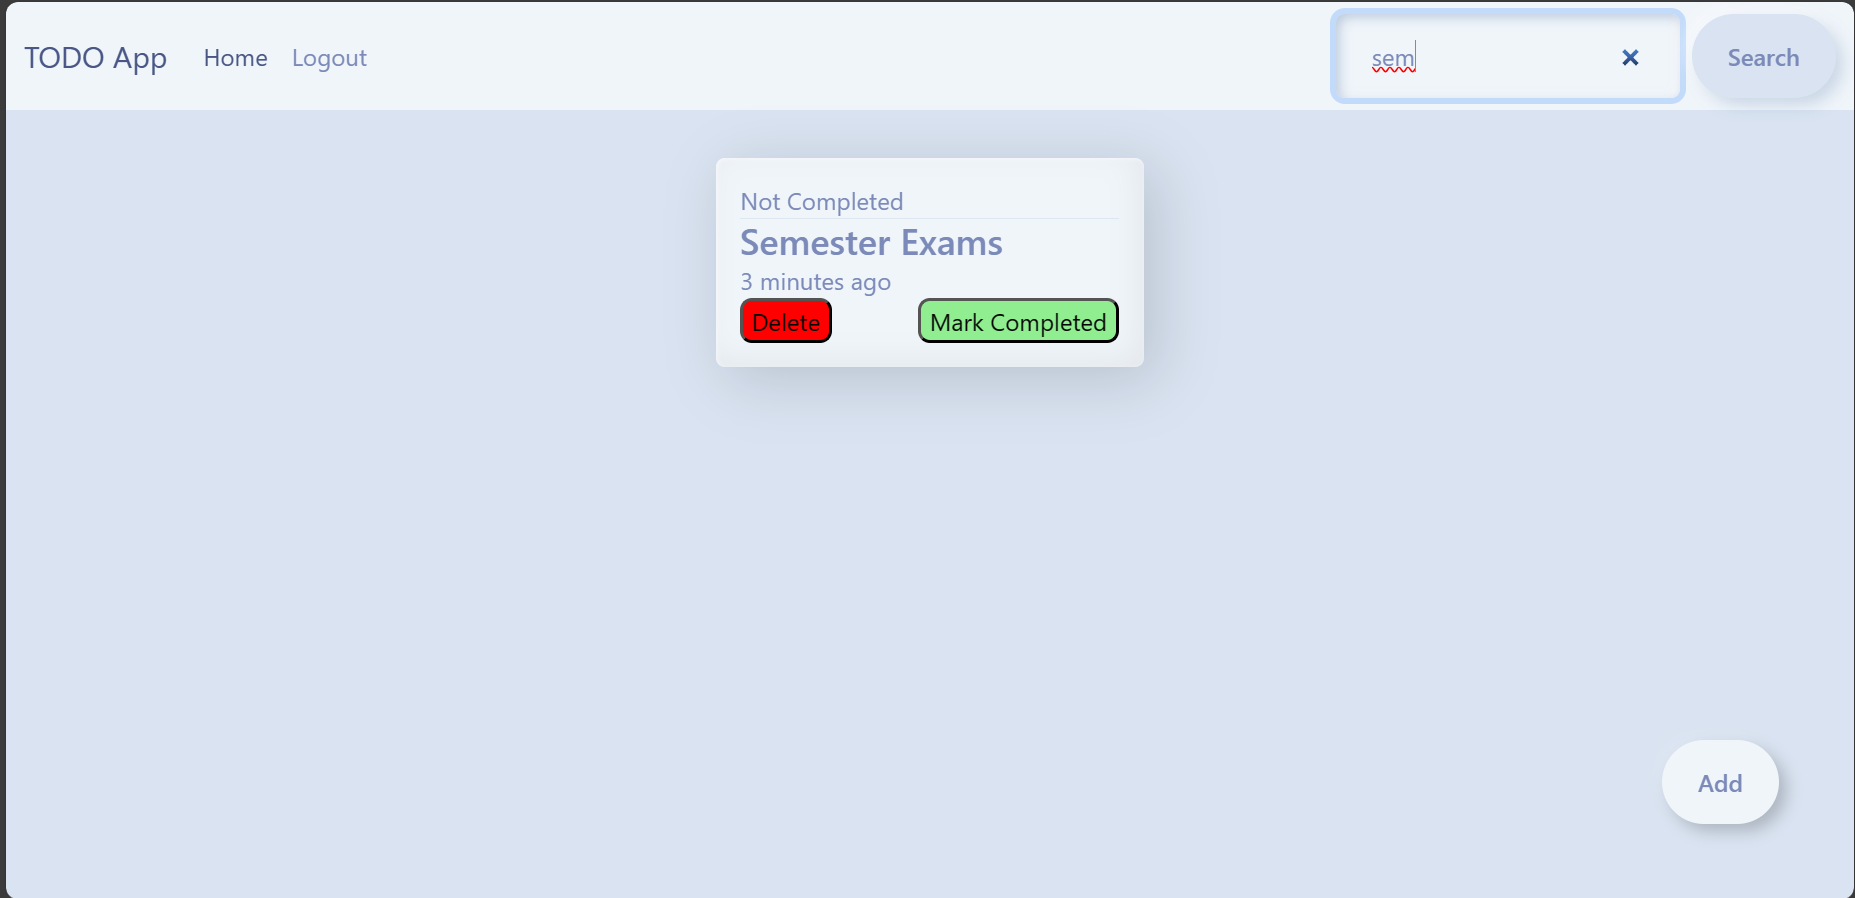 TODO App Home Logout sem Search
Not Completed
Semester Exams
3 minutes ago
Delete Mark Completed
Add